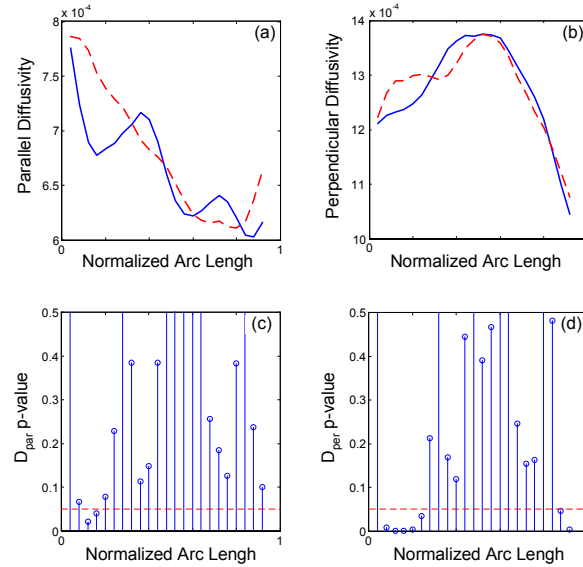 8 x 10^-4
(a)
7.5
7
6.5
6
0
1
Parallel Diffusivity
Normalized Arc Lengh
14 x 10^-4
(b)
13
12
11
10
0
Perpendicular Diffusivity
Normalized Arc Lengh
0.5
(c)
0.4
0.3
0.2
0.1
0
0
1
D_par p-value
Normalized Arc Lengh
0.5
(d)
0.4
0.3
0.2
0.1
0
0
D_per p-value
Normalized Arc Lengh